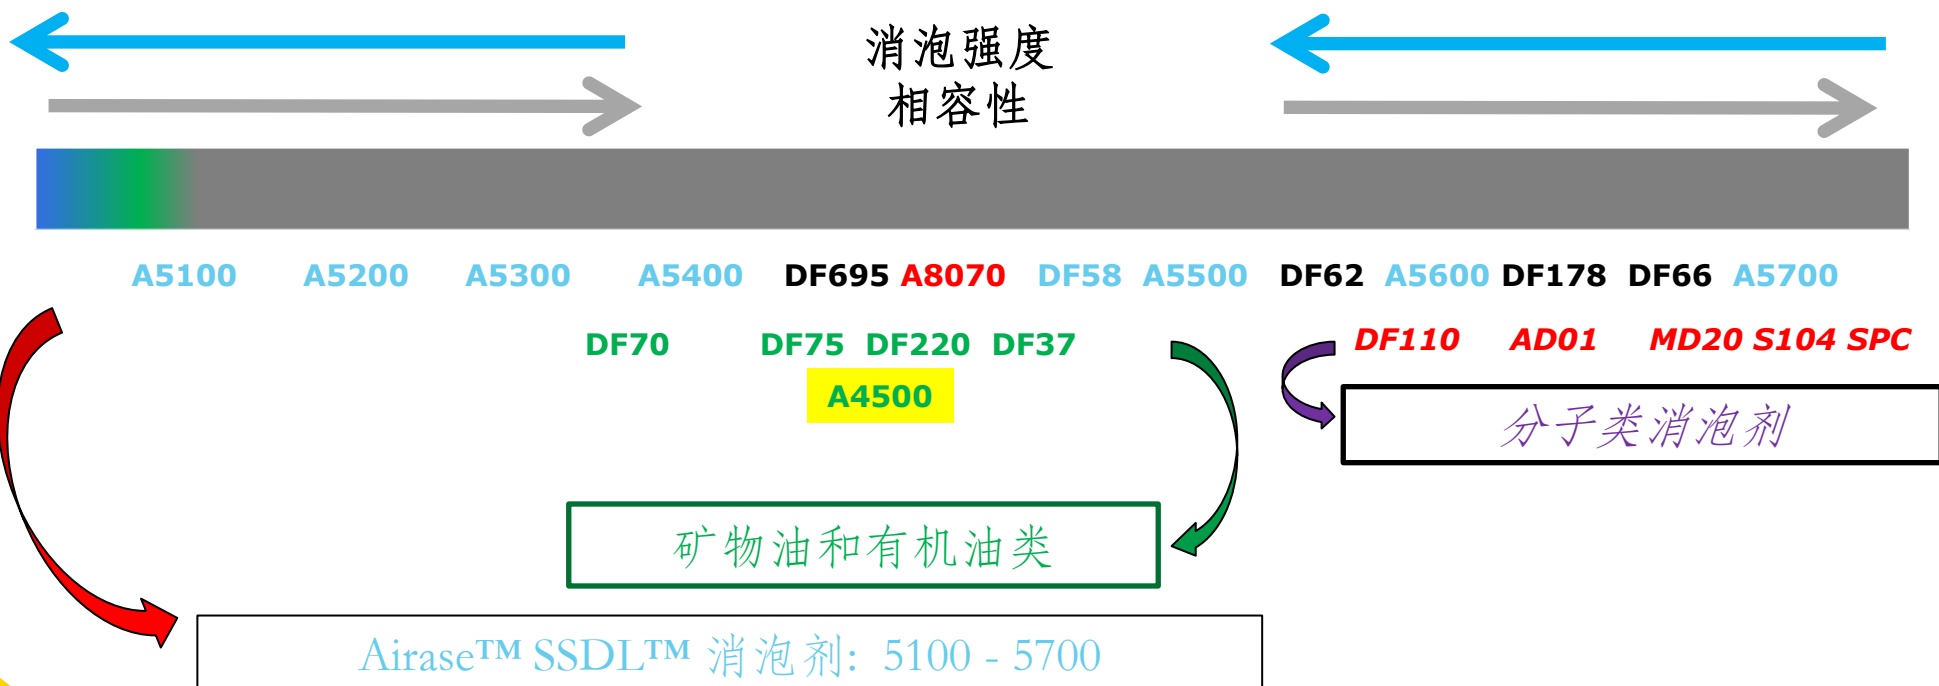 消泡强度
相容性
A5100 A5200 A5300 A5400 DF695 A8070 DF58 A5500 DF62 A5600 DF178 DF66 A5700
DF70 DF75 DF220 DF37 DF110 AD01 MD20 S104 SPC
A4500
分子类消泡剂
矿物油和有机油类
Airase™ SSDL™ 消泡剂: 5100 - 5700